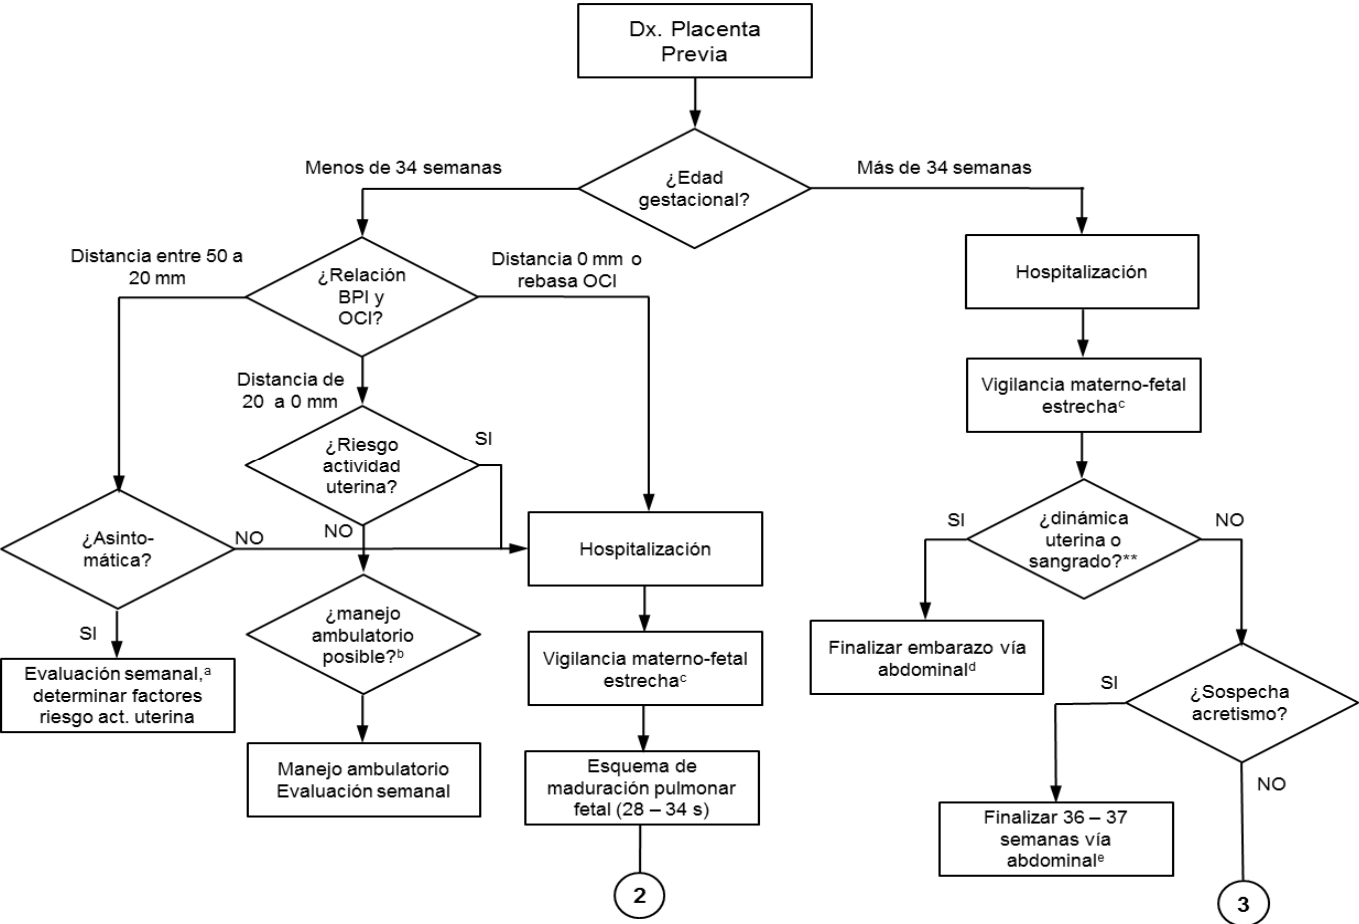 Dx. Placenta
Previa
¿Edad
gestacional?
Menos de 34 semanas
Más de 34 semanas
¿Relación
BPI y
OCI?
Distancia entre 50 a
20 mm
Distancia 0 mm o
rebasa OCI
Distancia de
20 a 0 mm
¿Riesgo
actividad
uterina?
SI
NO
¿Asinto-
mática?
NO
SI
Evaluación semanal,ᵃ
determinar factores
riesgo act. uterina
¿manejo
ambulatorio
posible?ᵇ
Manejo ambulatorio
Evaluación semanal
Hospitalización
Vigilancia materno-fetal
estrechaᶜ
Esquema de
maduración pulmonar
fetal (28 – 34 s)
2
Hospitalización
Vigilancia materno-fetal
estrechaᶜ
¿dinámica
uterina o
sangrado?**
SI
NO
Finalizar embarazo vía
abdominalᵈ
¿Sospecha
acretismo?
SI
NO
Finalizar 36 – 37
semanas vía
abdominalᵉ
3